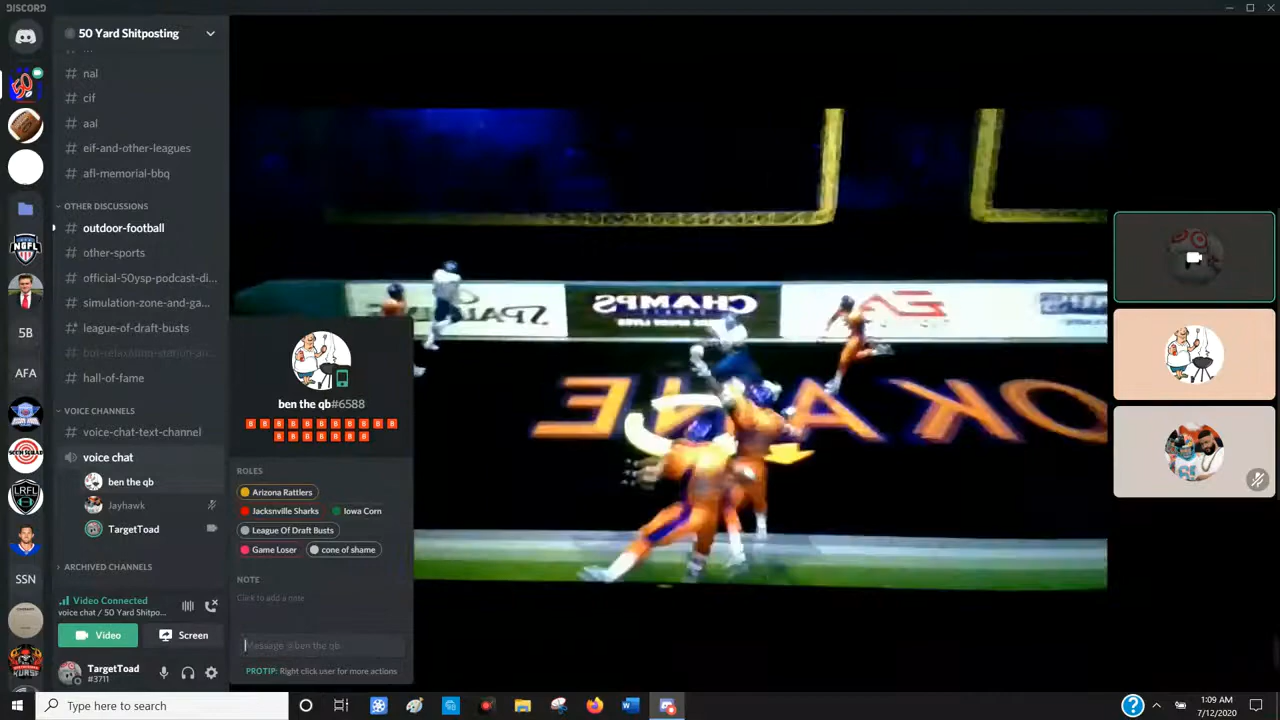 DISCORD
50 Yard Shitposting
nal
cif
aal
eif-and-other-leagues
afl-memorial-bbq
OTHER DISCUSSIONS
outdoor-football
other-sports
official-50ysp-podcast-di...
simulation-zone-and-ga...
league-of-draft-busts
hall-of-fame
VOICE CHANNELS
voice-chat-text-channel
voice chat
ben the qb
Jayhawk
TargetToad
ARCHIVED CHANNELS
Video Connected
voice chat / 50 Yard Shitpo...
Video
Screen
TargetToad
#3711
NGFL
5B
AFA
LRFL
SSN
ben the qb#6588
B B B B B B B B B B
B B B B B B B
ROLES
Arizona Rattlers
Jacksnville Sharks
Iowa Corn
League Of Draft Busts
Game Loser
cone of shame
NOTE
Click to add a note
Message @ben the qb
PROTIP: Right click user for more actions
SPALDING
CHAMPS
EA
OKANE
Type here to search
1:09 AM
7/12/2020